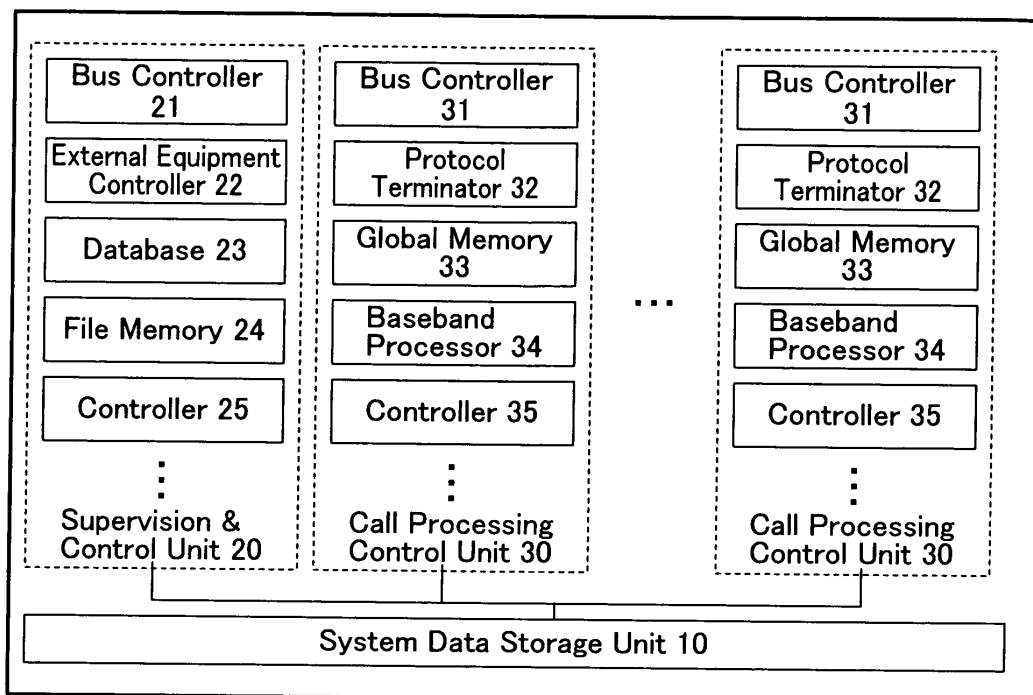 Bus Controller
21
External Equipment
Controller 22
Database 23
File Memory 24
Controller 25
Supervision &
Control Unit 20
Bus Controller
31
Protocol
Terminator 32
Global Memory
33
Baseband
Processor 34
Controller 35
Call Processing
Control Unit 30
...
Bus Controller
31
Protocol
Terminator 32
Global Memory
33
Baseband
Processor 34
Controller 35
Call Processing
Control Unit 30
System Data Storage Unit 10